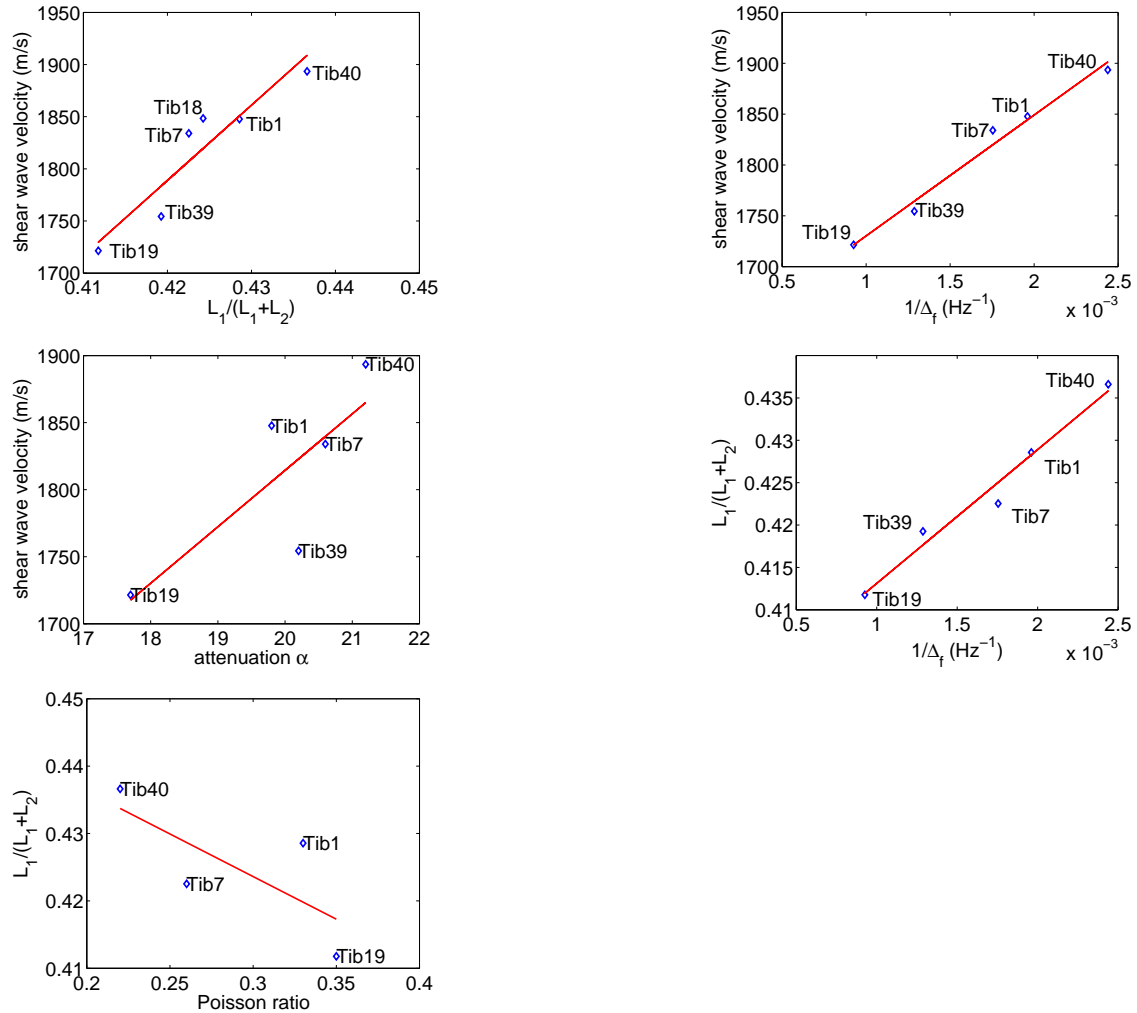 1950
1900
1850
1800
1750
1700
shear wave velocity (m/s)
Tib40
Tib18
Tib7
Tib1
Tib39
Tib19
0.41 0.42 0.43 0.44 0.45
L₁/(L₁+L₂)
1950
1900
1850
1800
1750
1700
shear wave velocity (m/s)
Tib40
Tib1
Tib7
Tib39
Tib19
0.5 1 1.5 2 2.5
1/Δ_f (Hz⁻¹)
x 10⁻³
1900
1850
1800
1750
1700
shear wave velocity (m/s)
Tib40
Tib1
Tib7
Tib39
Tib19
17 18 19 20 21 22
attenuation α
0.435
0.43
0.425
0.42
0.415
0.41
L₁/(L₁+L₂)
Tib40
Tib1
Tib7
Tib39
Tib19
0.5 1 1.5 2 2.5
1/Δ_f (Hz⁻¹)
x 10⁻³
0.45
0.44
0.43
0.42
0.41
L₁/(L₁+L₂)
Tib40
Tib1
Tib7
Tib19
0.2 0.25 0.3 0.35 0.4
Poisson ratio